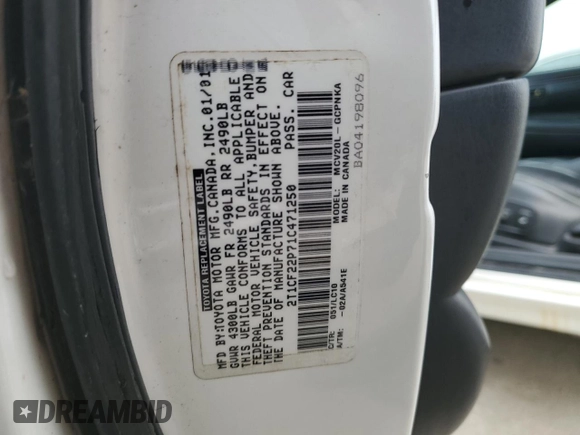 TOYOTA REPLACEMENT LABEL
MFD.BY:TOYOTA MOTOR MFG.CANADA.INC.01/01
GVWR 4300LB GAWR FR 2490LB RR 2490LB
THIS VEHICLE CONFORMS TO ALL APPLICABLE
FEDERAL MOTOR VEHICLE SAFETY,BUMPER AND
THEFT PREVENTION STANDARDS IN EFFECT ON
THE DATE OF MANUFACTURE SHOWN ABOVE.
2T1CF22P71C471250 PASS. CAR
C/TR: 051/LC10 MODEL: MCV20L-GCPNKA
A/TM: -02A/A541E MADE IN CANADA
BA04198096
DREAMBID